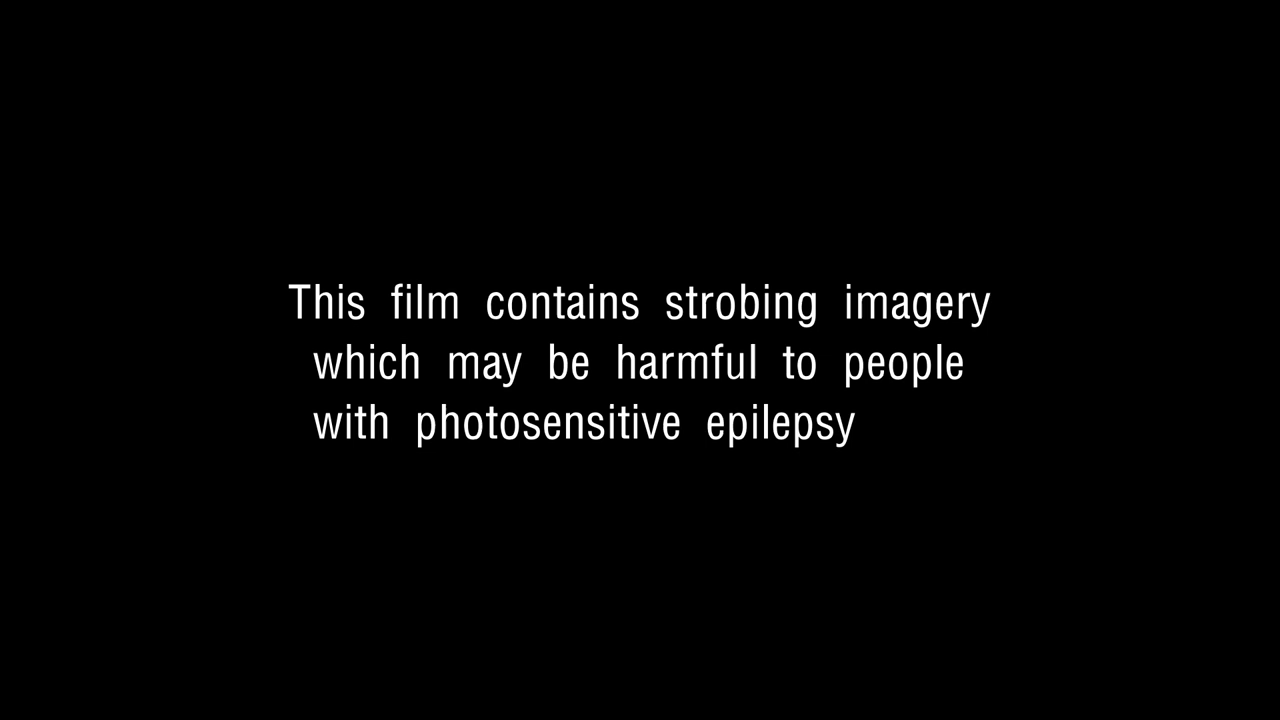 This film contains strobing imagery
which may be harmful to people
with photosensitive epilepsy